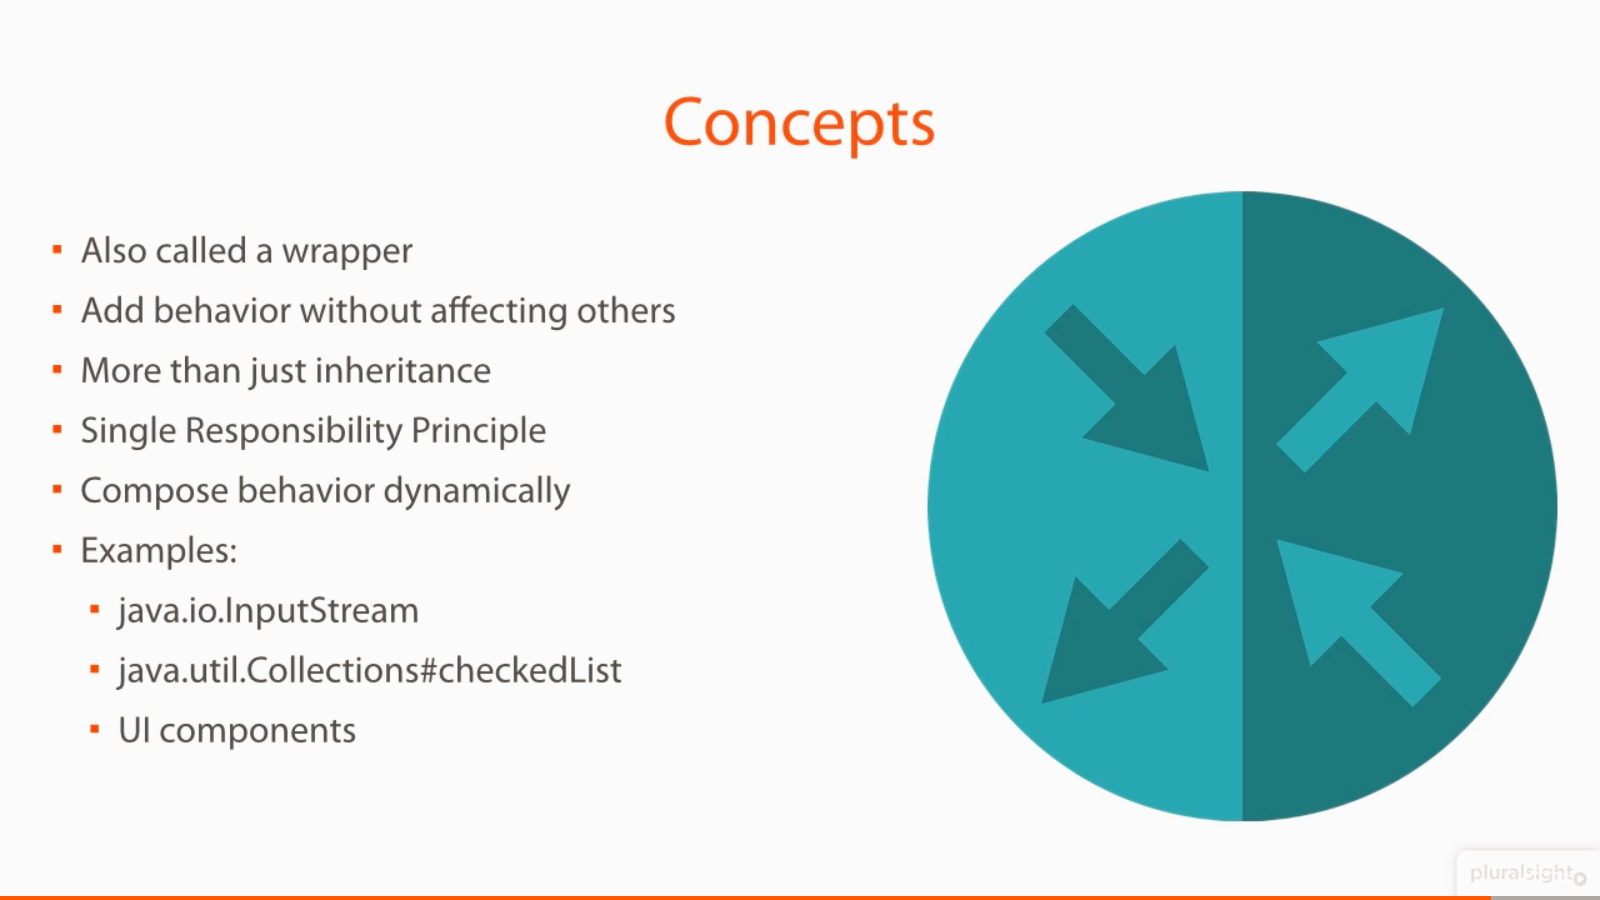 Concepts
Also called a wrapper
Add behavior without affecting others
More than just inheritance
Single Responsibility Principle
Compose behavior dynamically
Examples:
java.io.InputStream
java.util.Collections#checkedList
UI components
pluralsight